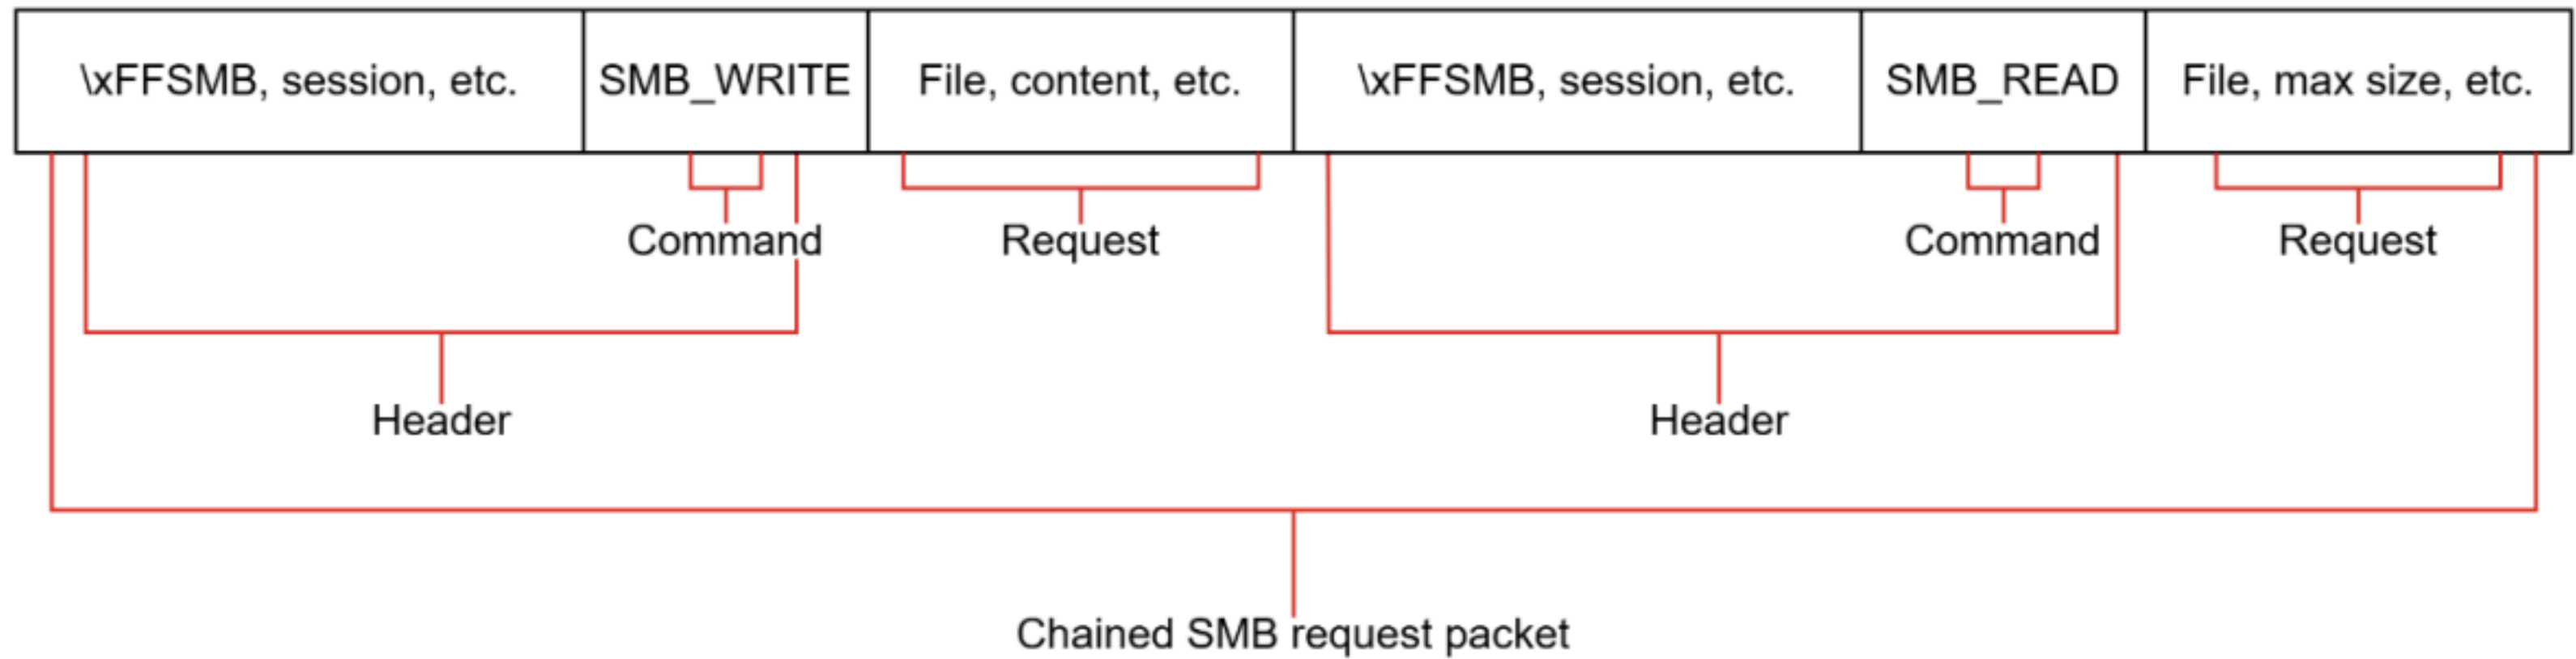 \xFFSMB, session, etc. SMB_WRITE File, content, etc. \xFFSMB, session, etc. SMB_READ File, max size, etc.
Command Request Command Request
Header Header
Chained SMB request packet